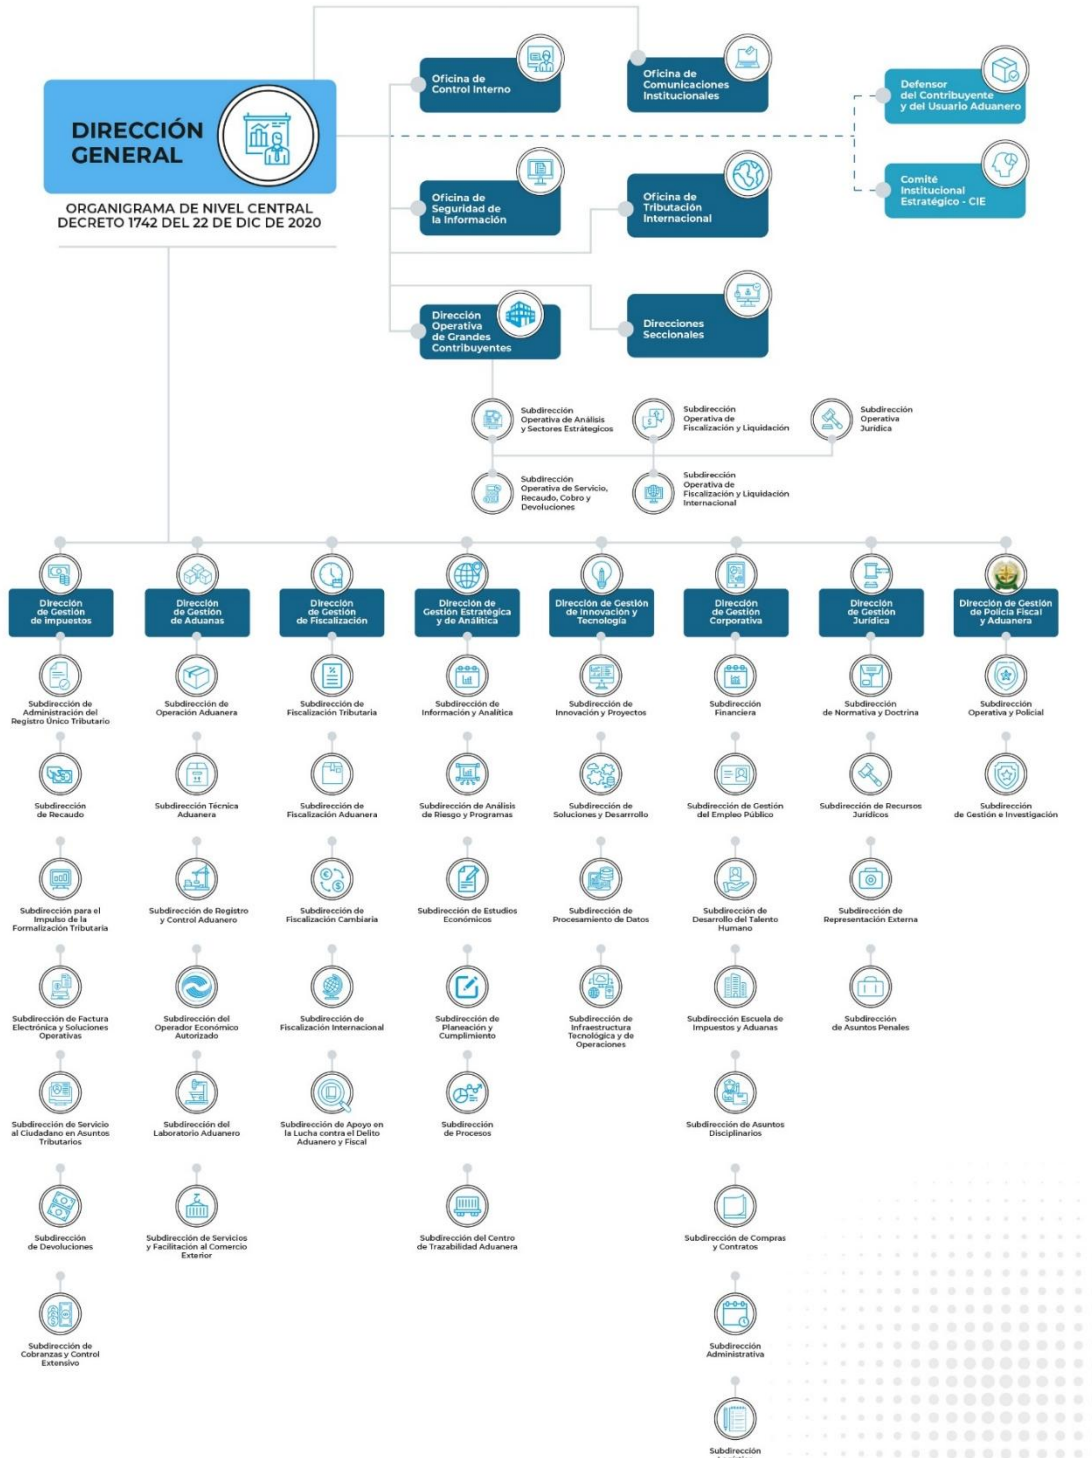 DIRECCIÓN
GENERAL
ORGANIGRAMA DE NIVEL CENTRAL
DECRETO 1742 DEL 22 DE DIC DE 2020
Oficina de
Control Interno
Oficina de
Comunicaciones
Institucionales
Defensor
del Contribuyente
y del Usuario Aduanero
Oficina de
Seguridad de
la Información
Oficina de
Tributación
Internacional
Comité
Institucional
Estratégico - CIE
Dirección
Operativa
de Grandes
Contribuyentes
Direcciones
Seccionales
Subdirección
Operativa de Análisis
y Sectores Estrátegicos
Subdirección
Operativa de
Fiscalización y Liquidación
Subdirección
Operativa
Jurídica
Subdirección
Operativa de Servicio,
Recaudo, Cobro y
Devoluciones
Subdirección
Operativa de
Fiscalización y Liquidación
Internacional
Dirección
de Gestión
de impuestos
Dirección
de Gestión
de Aduanas
Dirección
de Gestión
de Fiscalización
Dirección de
Gestión Estratégica
y de Analítica
Dirección de Gestión
de Innovación y
Tecnología
Dirección
de Gestión
Corporativa
Dirección
de Gestión
Jurídica
Dirección de Gestión
de Policía Fiscal
y Aduanera
Subdirección de
Administración del
Registro Único Tributario
Subdirección de
Operación Aduanera
Subdirección de
Fiscalización Tributaria
Subdirección de
Información y Analítica
Subdirección de
Innovación y Proyectos
Subdirección
Financiera
Subdirección
de Normativa y Doctrina
Subdirección
Operativa y Policial
Subdirección
de Recaudo
Subdirección Técnica
Aduanera
Subdirección de
Fiscalización Aduanera
Subdirección de Análisis
de Riesgo y Programas
Subdirección de
Soluciones y Desarrrollo
Subdirección de Gestión
del Empleo Público
Subdirección de Recursos
Jurídicos
Subdirección
de Gestión e Investigación
Subdirección para el
Impulso de la
Formalización Tributaria
Subdirección de Registro
y Control Aduanero
Subdirección de
Fiscalización Cambiaria
Subdirección de Estudios
Económicos
Subdirección de
Procesamiento de Datos
Subdirección de
Desarrollo del Talento
Humano
Subdirección de
Representación Externa
Subdirección de Factura
Electrónica y Soluciones
Operativas
Subdirección del
Operador Económico
Autorizado
Subdirección de
Fiscalización Internacional
Subdirección de
Planeación y
Cumplimiento
Subdirección de
Infraestructura
Tecnológica y de
Operaciones
Subdirección Escuela de
Impuestos y Aduanas
Subdirección
de Asuntos Penales
Subdirección de Servicio
al Ciudadano en Asuntos
Tributarios
Subdirección del
Laboratorio Aduanero
Subdirección de Apoyo en
la Lucha contra el Delito
Aduanero y Fiscal
Subdirección
de Procesos
Subdirección de Asuntos
Disciplinarios
Subdirección
de Devoluciones
Subdirección de Servicios
y Facilitación al Comercio
Exterior
Subdirección del Centro
de Trazabilidad Aduanera
Subdirección de Compras
y Contratos
Subdirección de
Cobranzas y Control
Extensivo
Subdirección
Administrativa
Subdirección